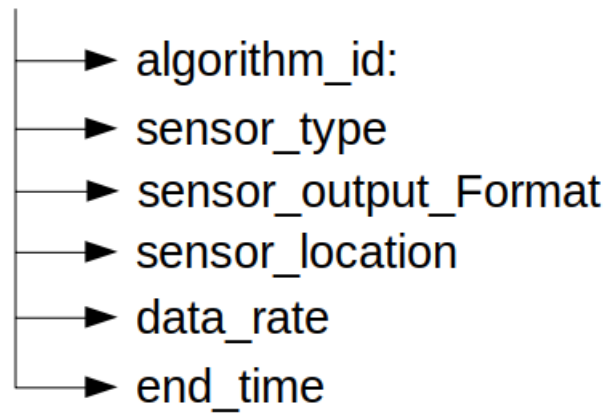 algorithm_id:
sensor_type
sensor_output_Format
sensor_location
data_rate
end_time